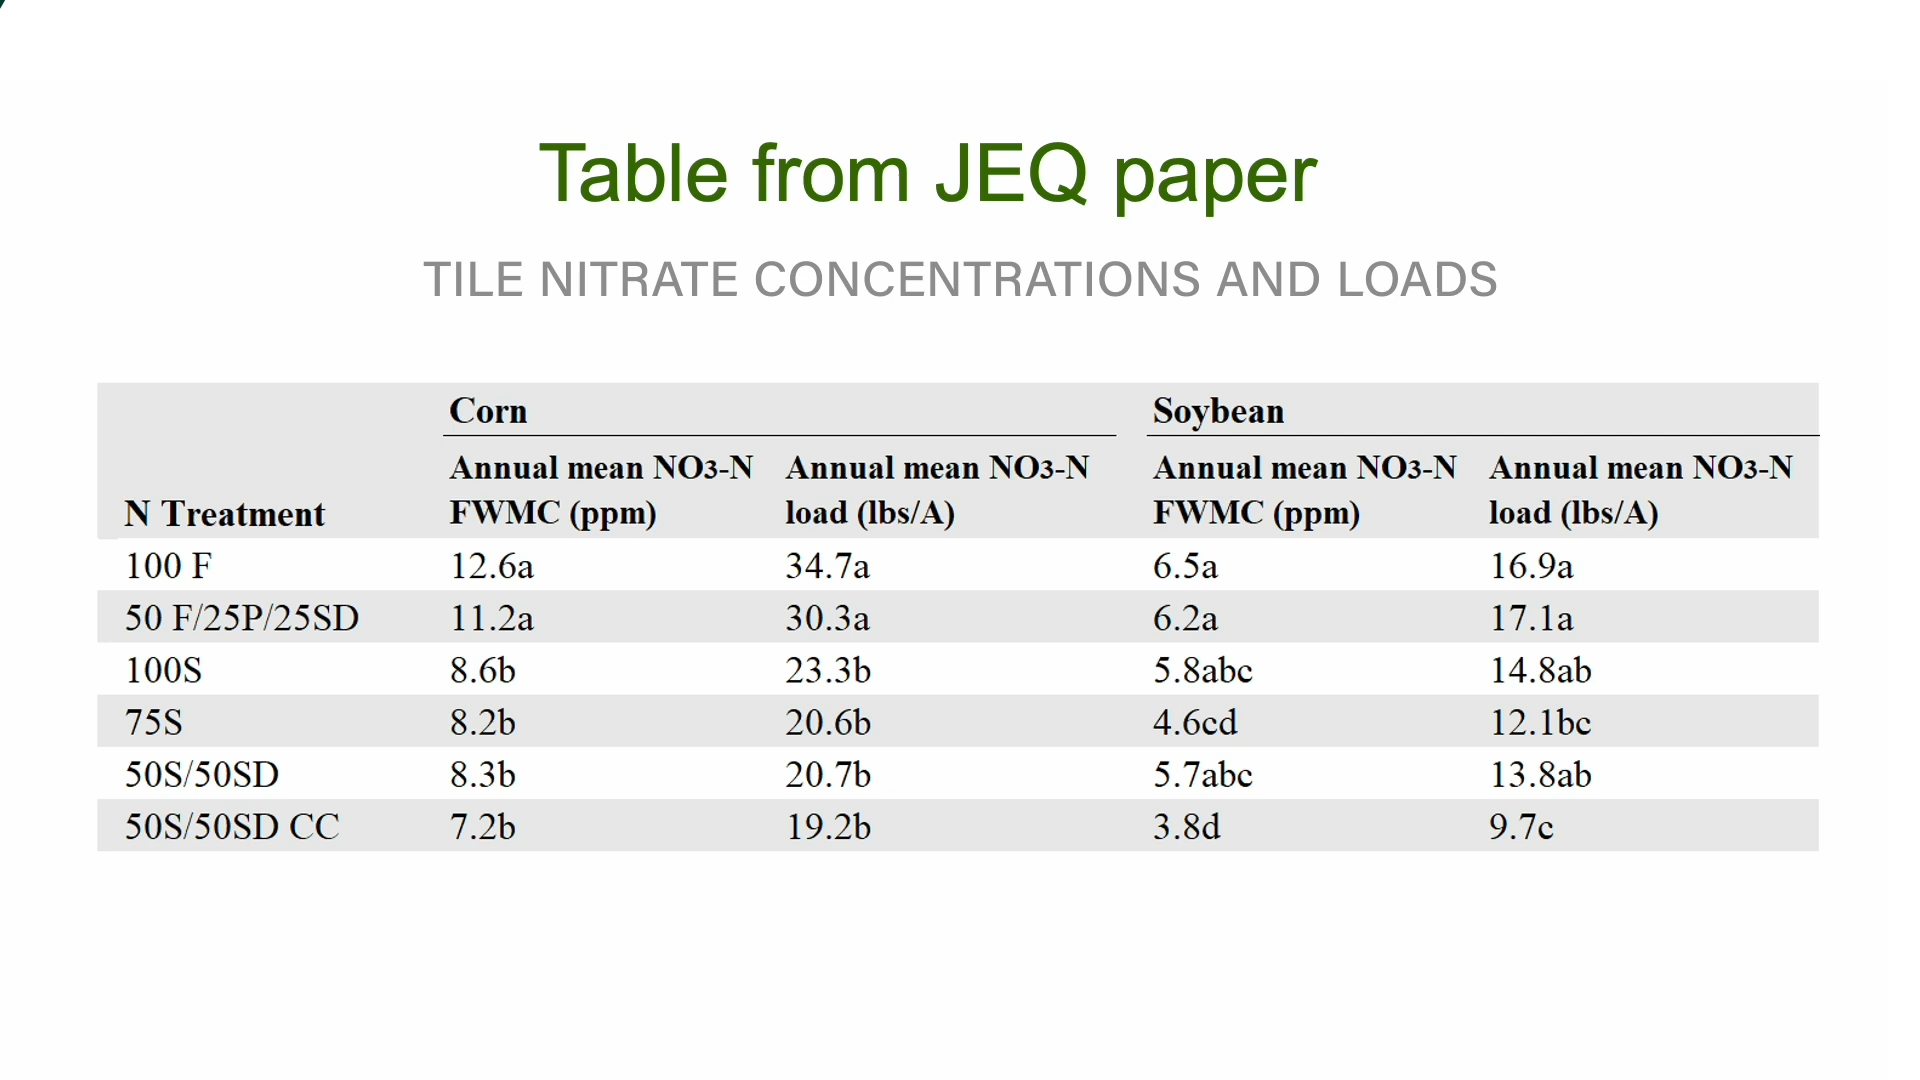 Table from JEQ paper
TILE NITRATE CONCENTRATIONS AND LOADS
Corn Soybean
Annual mean NO3-N Annual mean NO3-N Annual mean NO3-N Annual mean NO3-N
N Treatment FWMC (ppm) load (lbs/A) FWMC (ppm) load (lbs/A)
100 F 12.6a 34.7a 6.5a 16.9a
50 F/25P/25SD 11.2a 30.3a 6.2a 17.1a
100S 8.6b 23.3b 5.8abc 14.8ab
75S 8.2b 20.6b 4.6cd 12.1bc
50S/50SD 8.3b 20.7b 5.7abc 13.8ab
50S/50SD CC 7.2b 19.2b 3.8d 9.7c